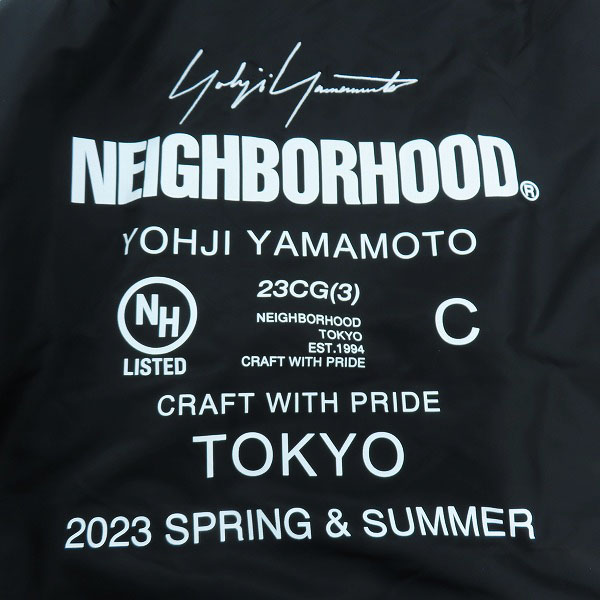 Yohji Yamamoto
NEIGHBORHOOD®
YOHJI YAMAMOTO
NH
LISTED
23CG(3)
NEIGHBORHOOD
TOKYO
EST.1994
CRAFT WITH PRIDE
C
CRAFT WITH PRIDE
TOKYO
2023 SPRING & SUMMER